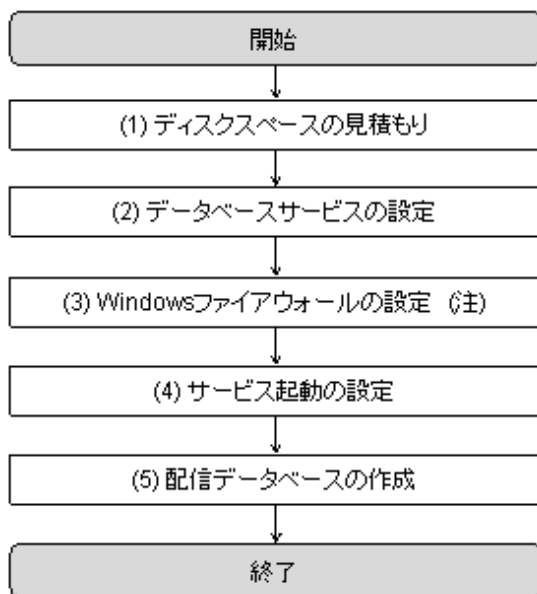 開始
(1) ディスクスペースの見積もり
(2) データベースサービスの設定
(3) Windowsファイアウォールの設定 (注)
(4) サービス起動の設定
(5) 配信データベースの作成
終了